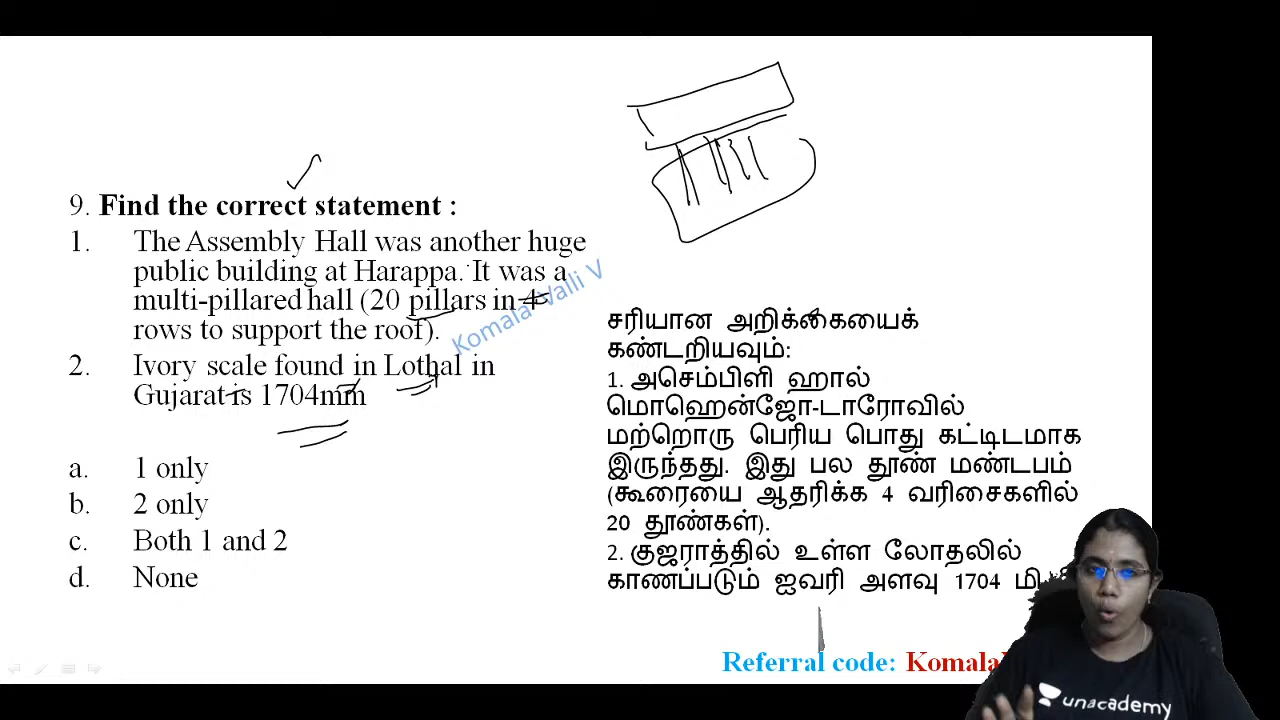 9. Find the correct statement :
1. The Assembly Hall was another huge
public building at Harappa. It was a
multi-pillared hall (20 pillars in 4
rows to support the roof).
2. Ivory scale found in Lothal in
Gujarat is 1704mm
a. 1 only
b. 2 only
c. Both 1 and 2
d. None
Komala Valli V
சரியான அறிக்கையைக்
கண்டறியவும்:
1. அசெம்பிளி ஹால்
மொஹென்ஜோ-டாரோவில்
மற்றொரு பெரிய பொது கட்டிடமாக
இருந்தது. இது பல தூண் மண்டபம்
(கூரையை ஆதரிக்க 4 வரிசைகளில்
20 தூண்கள்).
2. குஜராத்தில் உள்ள லோதலில்
காணப்படும் ஐவரி அளவு 1704
Referral code:
unacademy